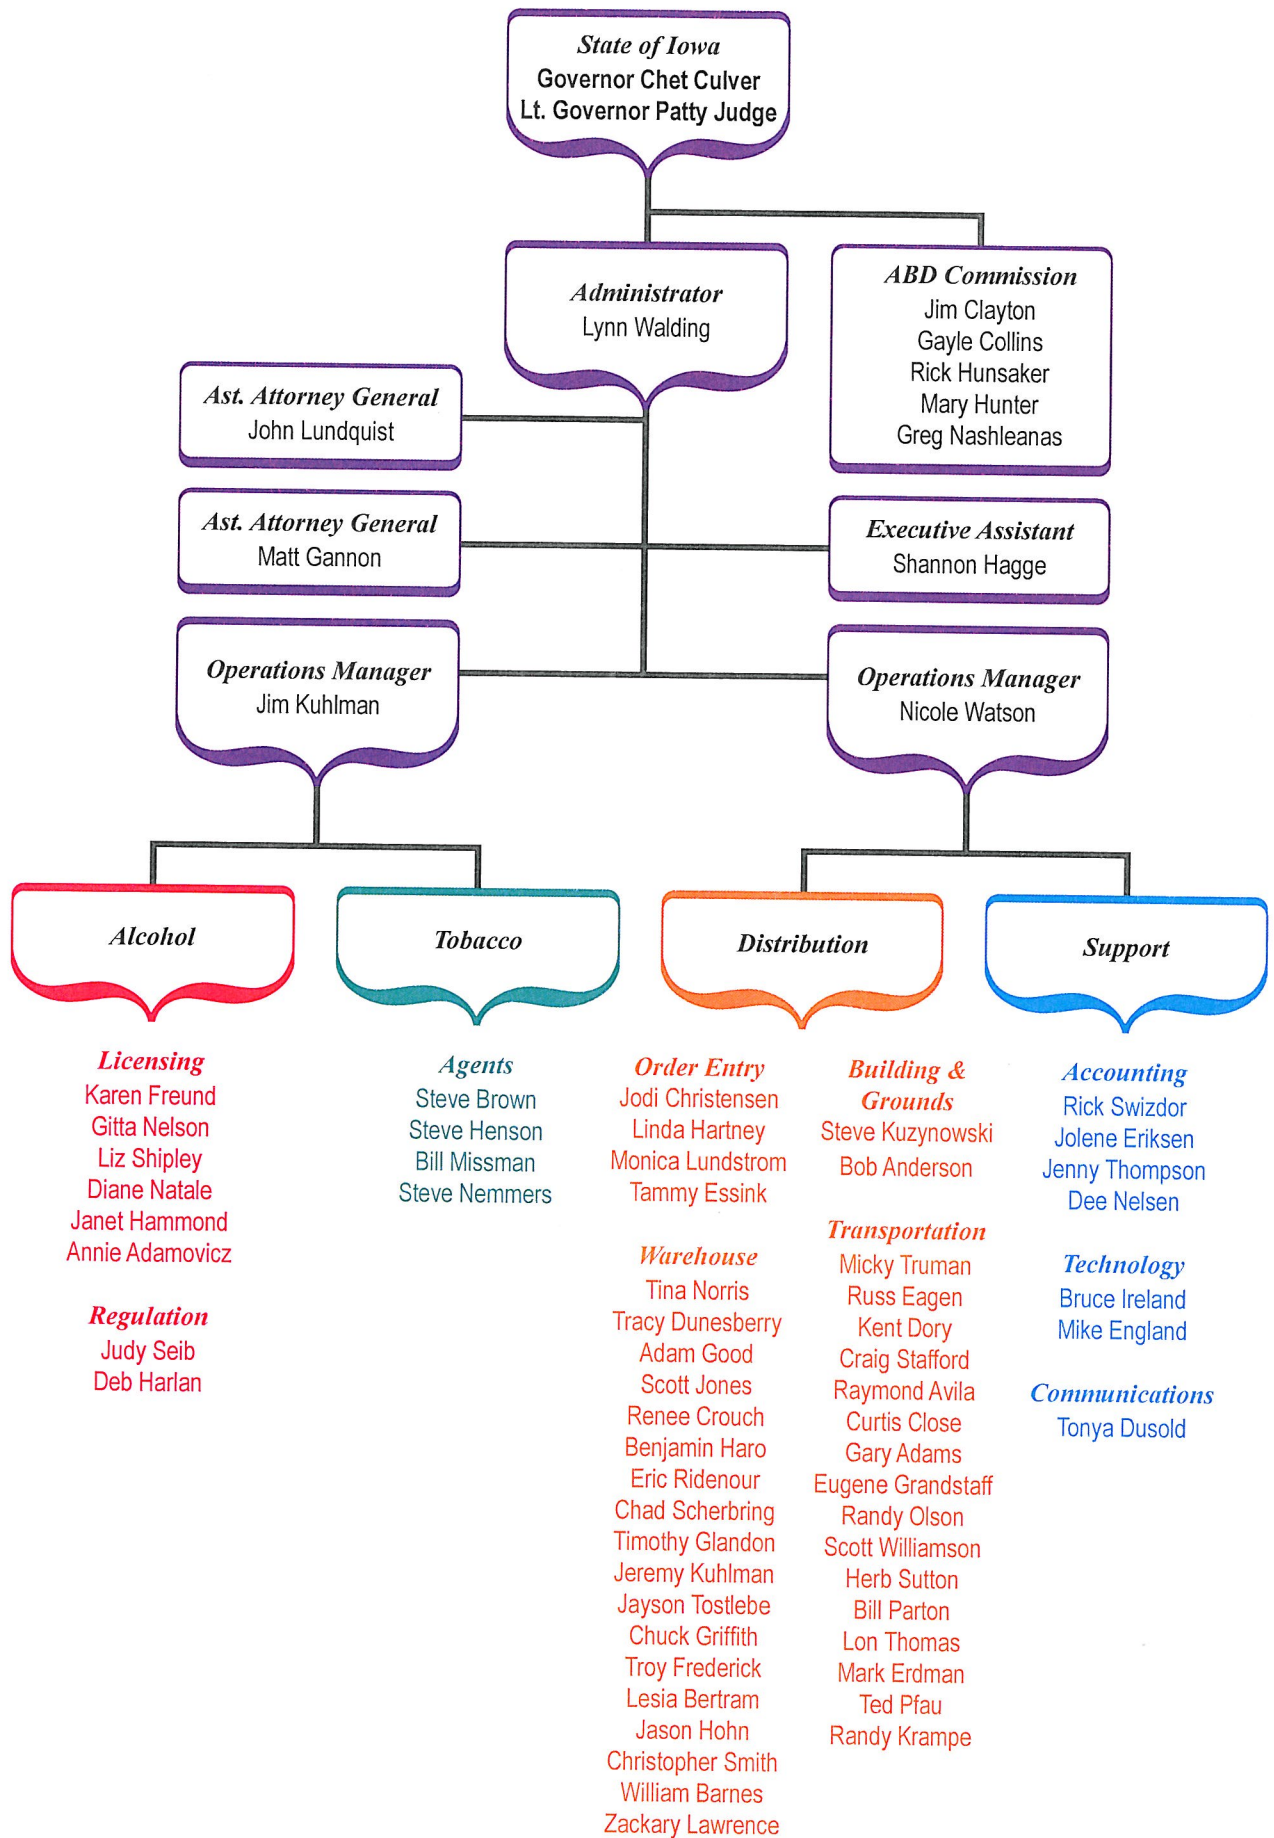 State of Iowa
Governor Chet Culver
Lt. Governor Patty Judge
Administrator
Lynn Walding
ABD Commission
Jim Clayton
Gayle Collins
Rick Hunsaker
Mary Hunter
Greg Nashleanas
Ast. Attorney General
John Lundquist
Ast. Attorney General
Matt Gannon
Executive Assistant
Shannon Hagge
Operations Manager
Jim Kuhlman
Operations Manager
Nicole Watson
Alcohol
Licensing
Karen Freund
Gitta Nelson
Liz Shipley
Diane Natale
Janet Hammond
Annie Adamovicz
Regulation
Judy Seib
Deb Harlan
Tobacco
Agents
Steve Brown
Steve Henson
Bill Missman
Steve Nemmers
Distribution
Order Entry
Jodi Christensen
Linda Hartney
Monica Lundstrom
Tammy Essink
Warehouse
Tina Norris
Tracy Dunesberry
Adam Good
Scott Jones
Renee Crouch
Benjamin Haro
Eric Ridenour
Chad Scherbring
Timothy Glandon
Jeremy Kuhlman
Jayson Tostlebe
Chuck Griffith
Troy Frederick
Lesia Bertram
Jason Hohn
Christopher Smith
William Barnes
Zackary Lawrence
Building &
Grounds
Steve Kuzynowski
Bob Anderson
Transportation
Micky Truman
Russ Eagen
Kent Dory
Craig Stafford
Raymond Avila
Curtis Close
Gary Adams
Eugene Grandstaff
Randy Olson
Scott Williamson
Herb Sutton
Bill Parton
Lon Thomas
Mark Erdman
Ted Pfau
Randy Krampe
Support
Accounting
Rick Swizdor
Jolene Eriksen
Jenny Thompson
Dee Nelsen
Technology
Bruce Ireland
Mike England
Communications
Tonya Dusold